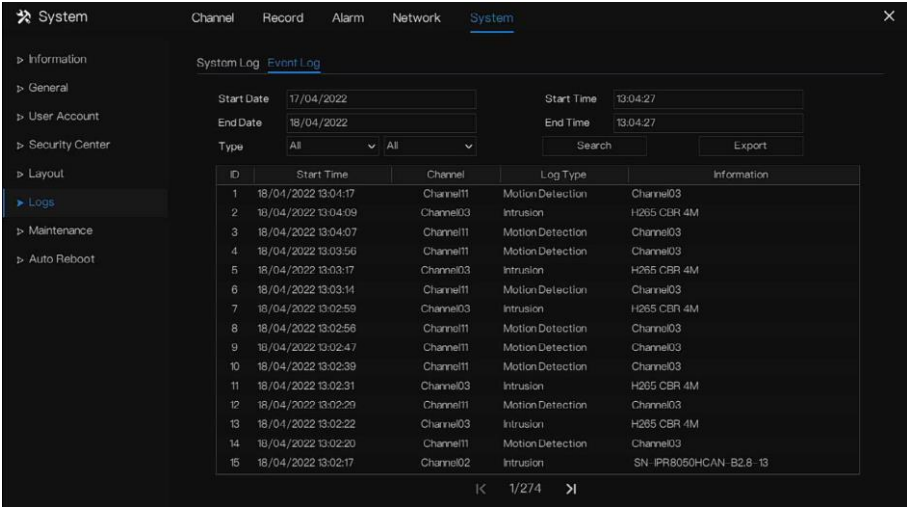 System Channel Record Alarm Network System ×
Information
General
User Account
Security Center
Layout
Logs
Maintenance
Auto Reboot
System Log Event Log
Start Date 17/04/2022 Start Time 13:04:27
End Date 18/04/2022 End Time 13:04:27
Type All All Search Export
ID Start Time Channel Log Type Information
1 18/04/2022 13:04:17 Channel11 Motion Detection Channel03
2 18/04/2022 13:04:09 Channel03 Intrusion H265 CBR 4M
3 18/04/2022 13:04:07 Channel11 Motion Detection Channel03
4 18/04/2022 13:03:56 Channel11 Motion Detection Channel03
5 18/04/2022 13:03:17 Channel03 Intrusion H265 CBR 4M
6 18/04/2022 13:03:14 Channel11 Motion Detection Channel03
7 18/04/2022 13:02:59 Channel03 Intrusion H265 CBR 4M
8 18/04/2022 13:02:56 Channel11 Motion Detection Channel03
9 18/04/2022 13:02:47 Channel11 Motion Detection Channel03
10 18/04/2022 13:02:39 Channel11 Motion Detection Channel03
11 18/04/2022 13:02:31 Channel03 Intrusion H265 CBR 4M
12 18/04/2022 13:02:29 Channel11 Motion Detection Channel03
13 18/04/2022 13:02:22 Channel03 Intrusion H265 CBR 4M
14 18/04/2022 13:02:20 Channel11 Motion Detection Channel03
15 18/04/2022 13:02:17 Channel02 Intrusion SN-IPR8050HCAN-B2.8-13
1/274